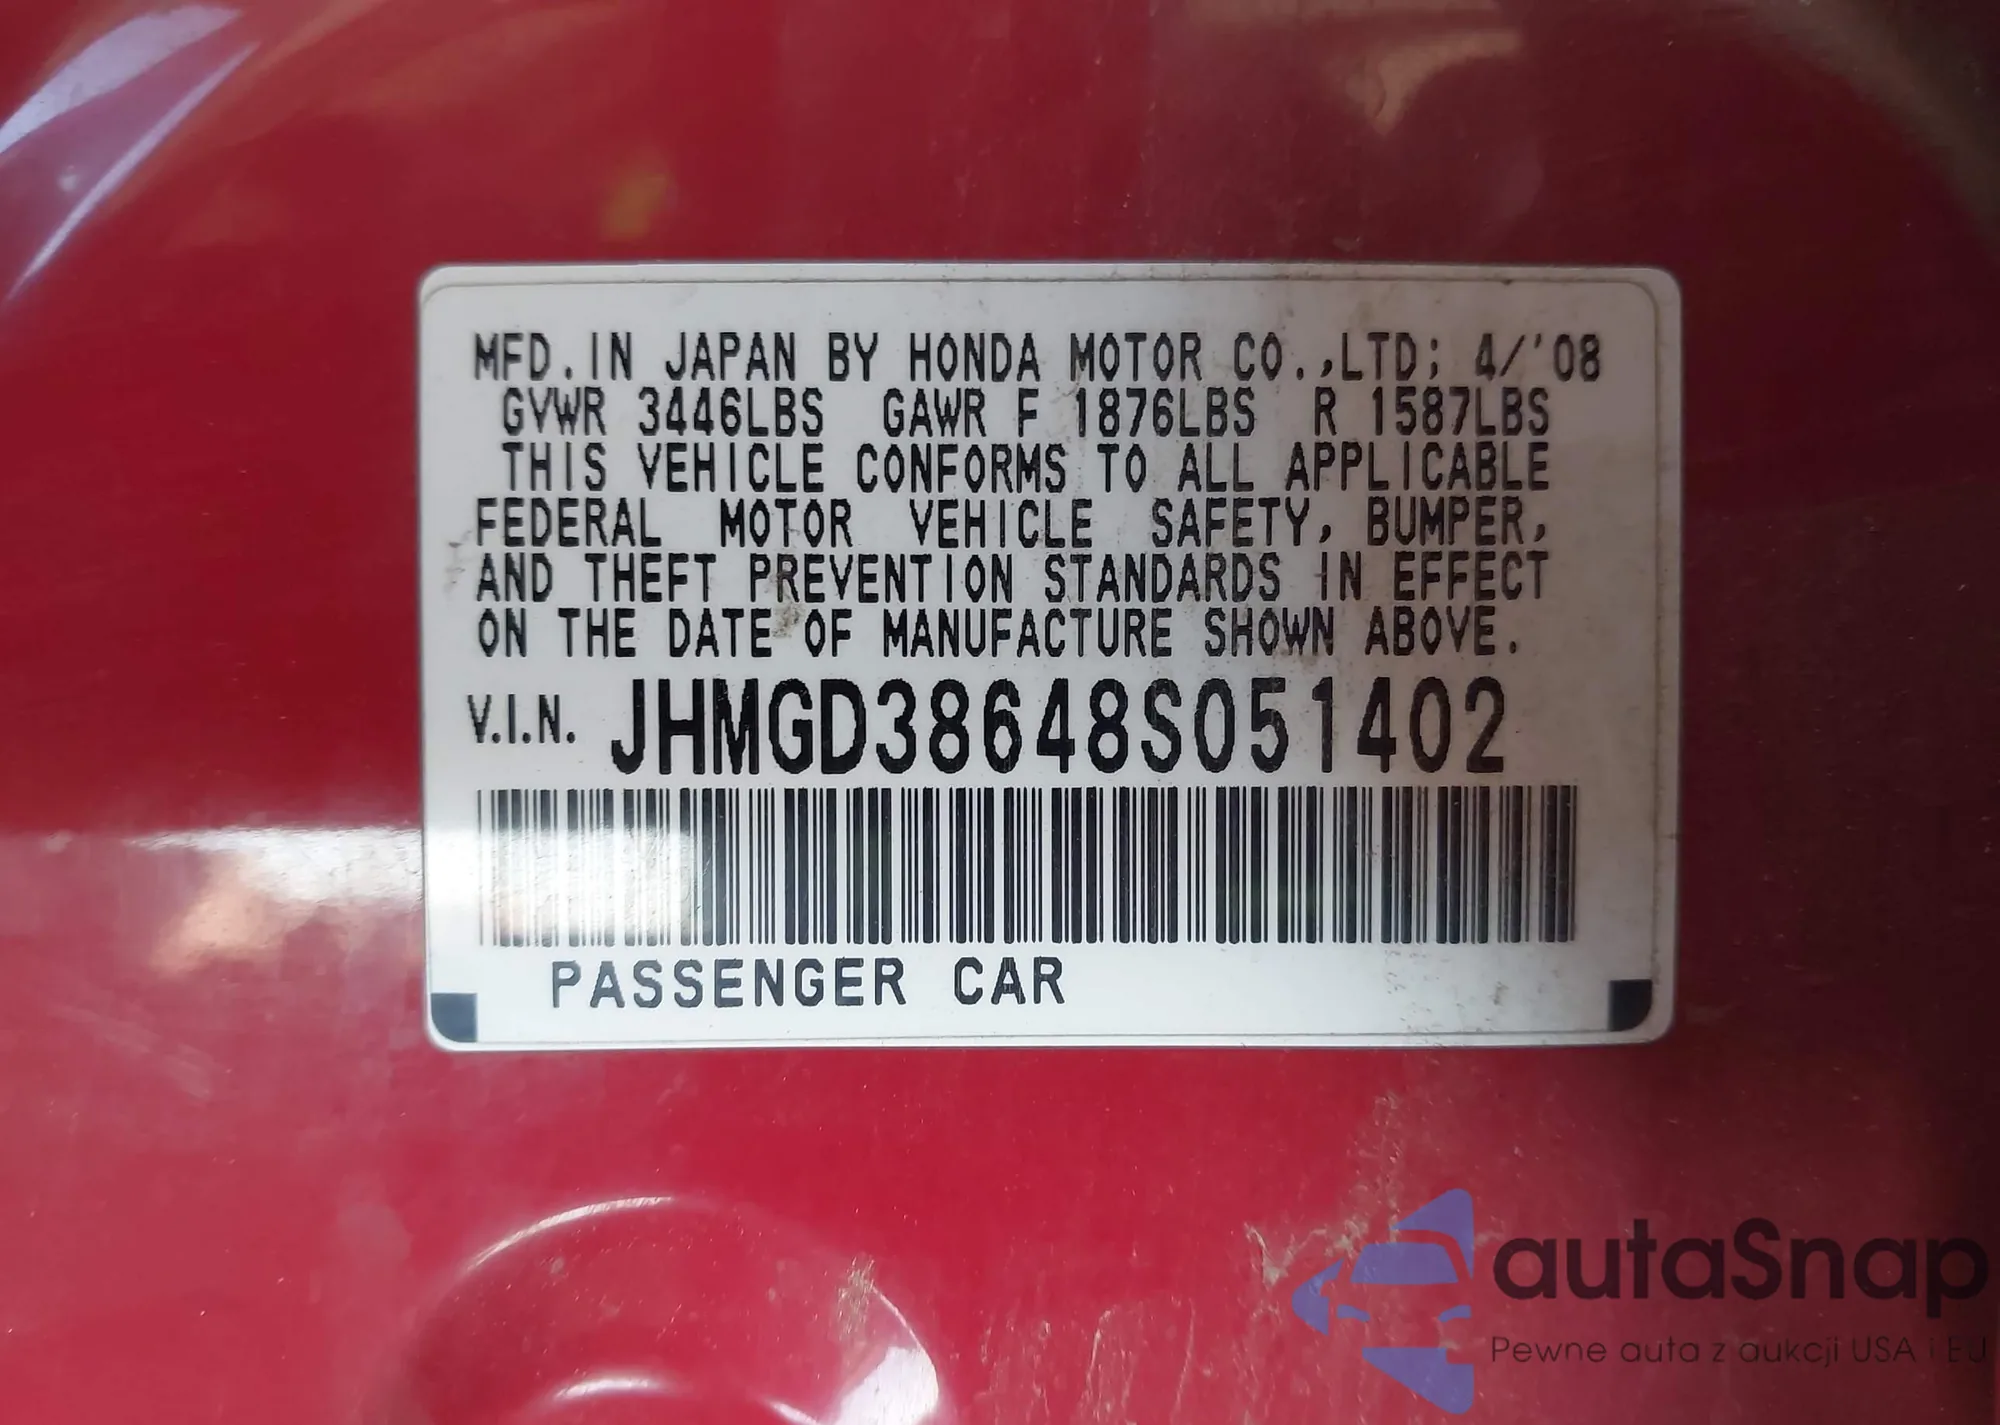 MFD. IN JAPAN BY HONDA MOTOR CO.,LTD; 4/'08
GVWR 3446LBS GAWR F 1876LBS R 1587LBS
THIS VEHICLE CONFORMS TO ALL APPLICABLE
FEDERAL MOTOR VEHICLE SAFETY, BUMPER,
AND THEFT PREVENTION STANDARDS IN EFFECT
ON THE DATE OF MANUFACTURE SHOWN ABOVE.
V.I.N. JHMGD38648S051402
PASSENGER CAR
autaSnap
Pewne auta z aukcji USA i EU